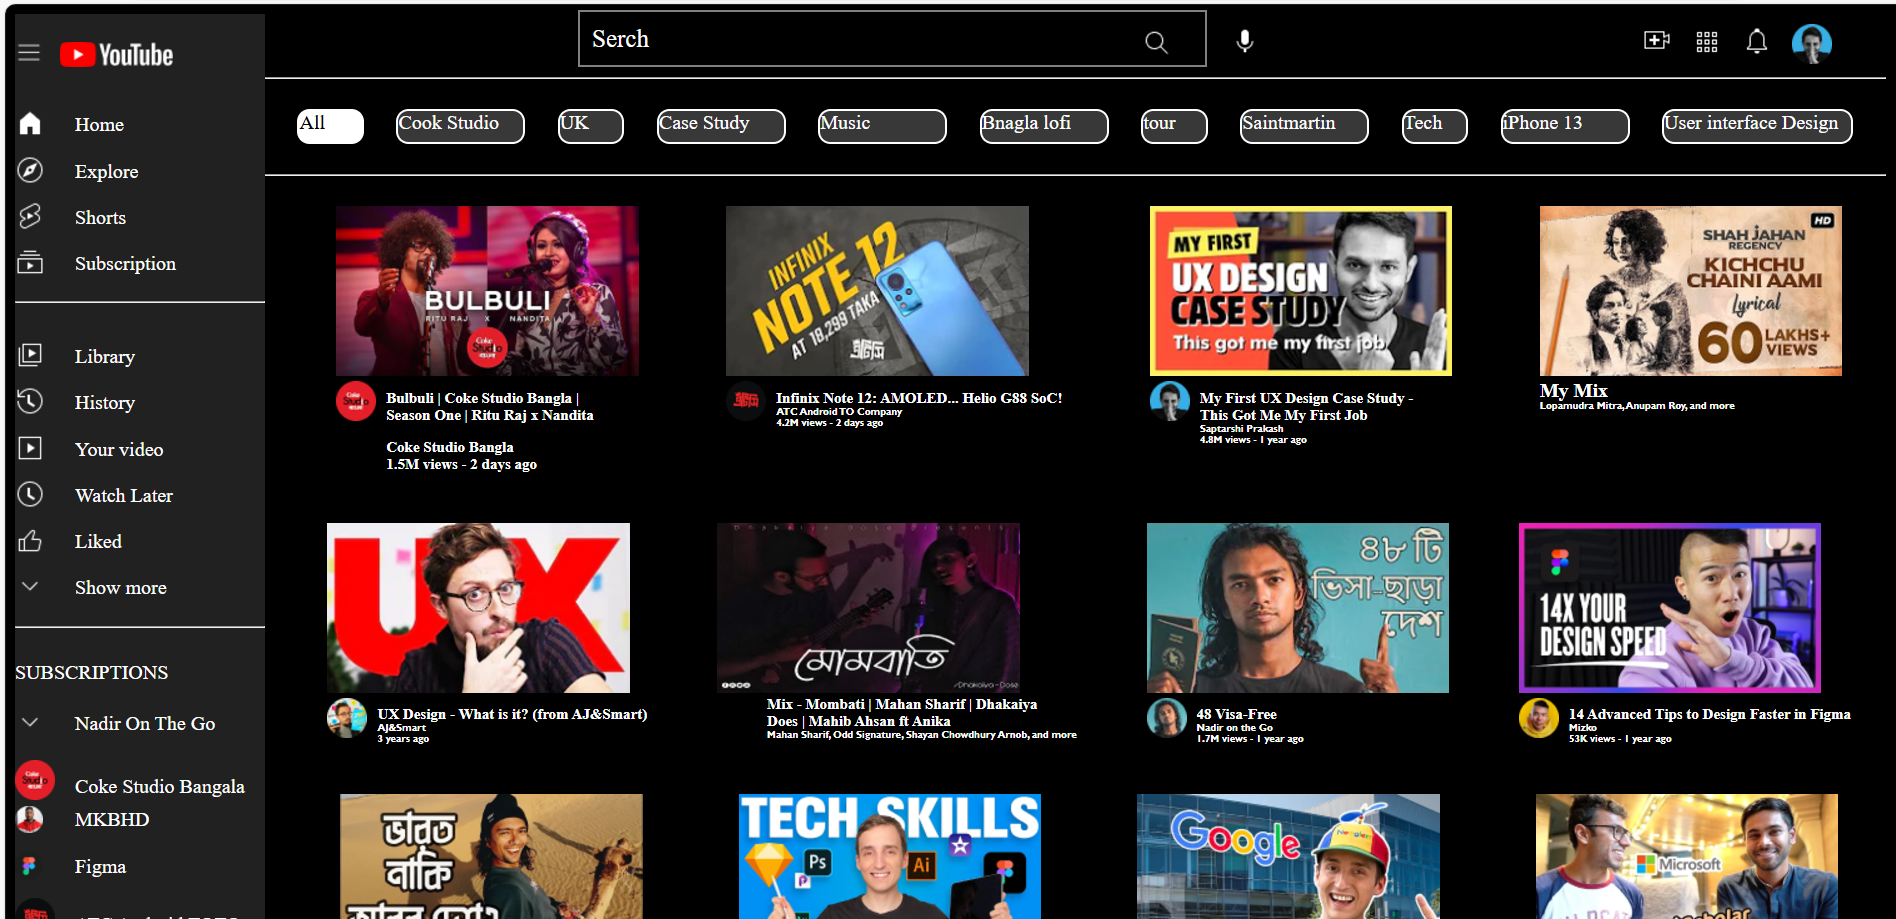 YouTube
Serch
Home
Explore
Shorts
Subscription
Library
History
Your video
Watch Later
Liked
Show more
SUBSCRIPTIONS
Nadir On The Go
Coke Studio Bangala
MKBHD
Figma
All
Cook Studio
UK
Case Study
Music
Bnagla lofi
tour
Saintmartin
Tech
iPhone 13
User interface Design
BULBULI
RITU RAJ X NANDITA
Coke Studio বাংলা
Bulbuli | Coke Studio Bangla |
Season One | Ritu Raj x Nandita
Coke Studio Bangla
1.5M views - 2 days ago
INFINIX
NOTE 12
AT 18,299 TAKA
এটিসি
Infinix Note 12: AMOLED... Helio G88 SoC!
ATC Android TO Company
4.2M views - 2 days ago
MY FIRST
UX DESIGN
CASE STUDY
This got me my first job
My First UX Design Case Study -
This Got Me My First Job
Saptarshi Prakash
4.8M views - 1 year ago
HD
SHAH JAHAN
REGENCY
KICHCHU
CHAINI AAMI
Lyrical
60 LAKHS+
VIEWS
My Mix
Lopamudra Mitra, Anupam Roy, and more
UX
UX Design - What is it? (from AJ&Smart)
AJ&Smart
3 years ago
Dhakaiya Dose Presents
মোমবাতি
/Dhakaiya-Dose
Mix - Mombati | Mahan Sharif | Dhakaiya
Does | Mahib Ahsan ft Anika
Mahan Sharif, Odd Signature, Shayan Chowdhury Arnob, and more
৪৮ টি
ভিসা-ছাড়া
দেশ
48 Visa-Free
Nadir on the Go
1.7M views - 1 year ago
14X YOUR
DESIGN SPEED
14 Advanced Tips to Design Faster in Figma
Mizko
53K views - 1 year ago
ভারত
নাকি
TECH SKILLS
Ps
Ai
Google
Microsoft